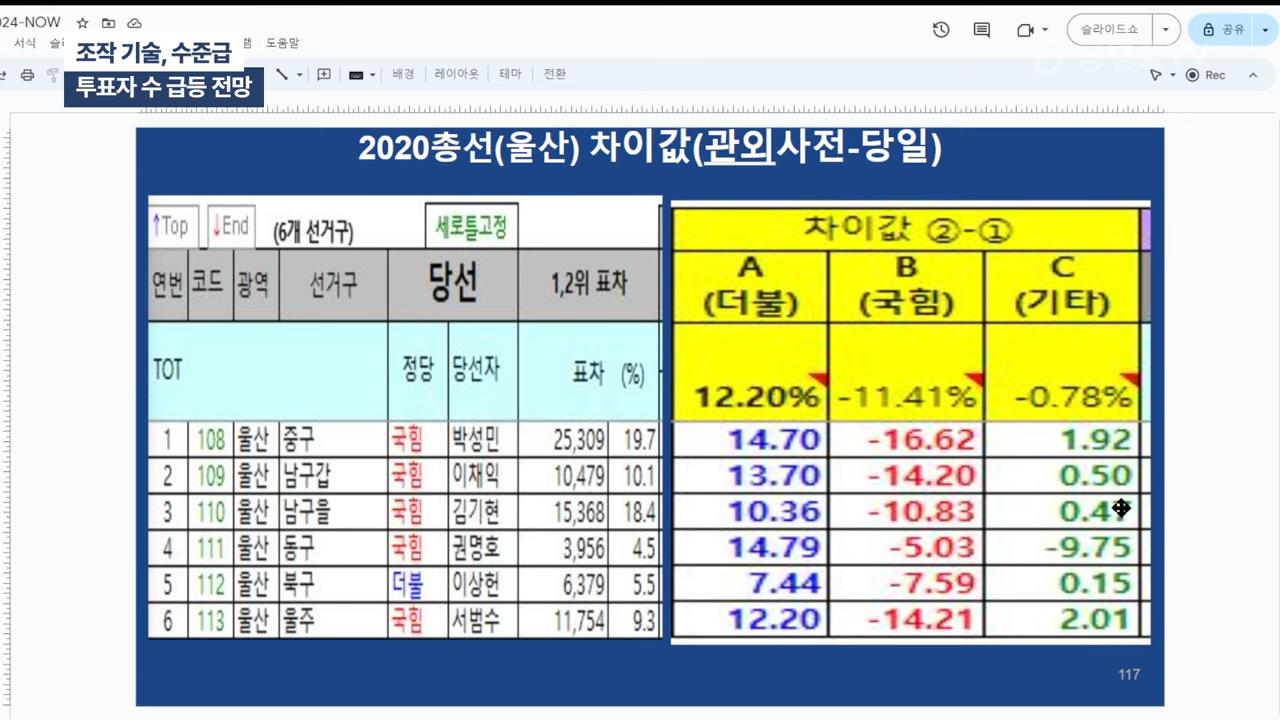 024-NOW
슬라이드쇼
공유
서식
도움말
조작 기술, 수준급
투표자 수 급등 전망
배경 레이아웃 테마 전환
Rec
2020총선(울산) 차이값(관외사전-당일)
↑Top ↓End (6개 선거구) 세로틀고정
연번 코드 광역 선거구 당선 1,2위 표차
TOT 정당 당선자 표차 (%)
1 108 울산 중구 국힘 박성민 25,309 19.7
2 109 울산 남구갑 국힘 이채익 10,479 10.1
3 110 울산 남구을 국힘 김기현 15,368 18.4
4 111 울산 동구 국힘 권명호 3,956 4.5
5 112 울산 북구 더불 이상헌 6,379 5.5
6 113 울산 울주 국힘 서범수 11,754 9.3
차이값 ②-①
A B C
(더불) (국힘) (기타)
12.20% -11.41% -0.78%
14.70 -16.62 1.92
13.70 -14.20 0.50
10.36 -10.83
14.79 -5.03 -9.75
7.44 -7.59 0.15
12.20 -14.21 2.01
117